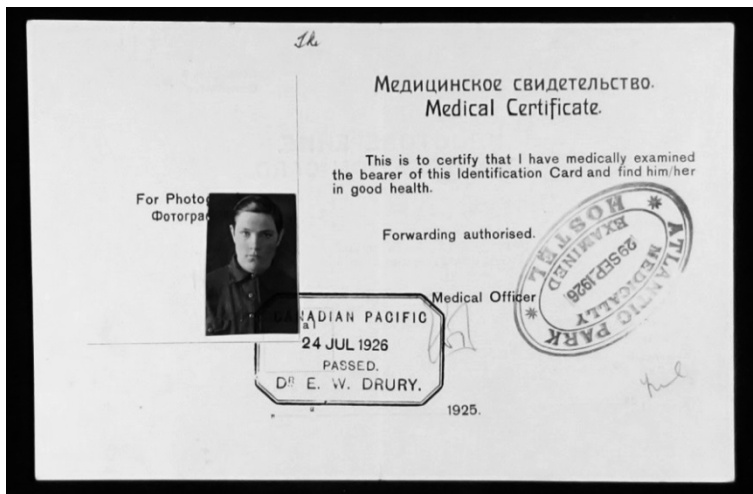 The
Медицинское свидетельство.
Medical Certificate.
This is to certify that I have medically examined
the bearer of this Identification Card and find him/her
in good health.
For Photog
Фотограф
Forwarding authorised.
Medical Officer
ATLANTIC PARK
HOSTEL
MEDICALLY
EXAMINED
29 SEP.1926
CANADIAN PACIFIC
al
24 JUL 1926
PASSED.
DR E. W. DRURY.
1925.